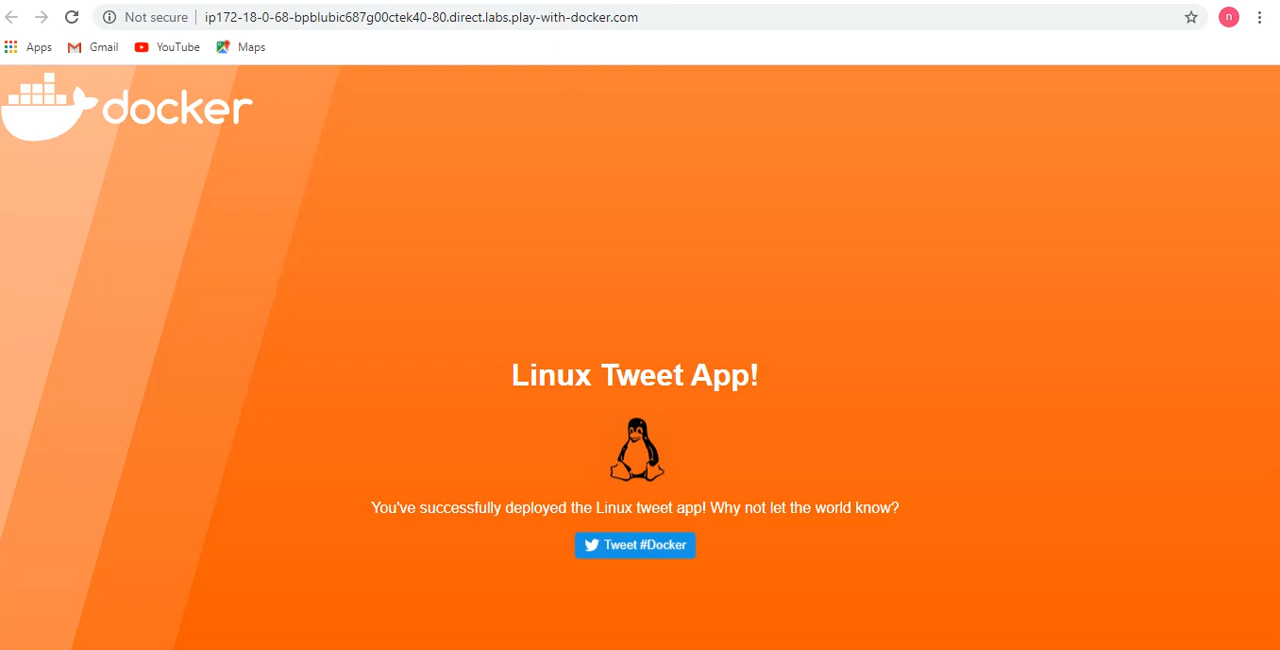 Not secure | ip172-18-0-68-bpblubic687g00ctek40-80.direct.labs.play-with-docker.com n
Apps Gmail YouTube Maps
docker
Linux Tweet App!
You've successfully deployed the Linux tweet app! Why not let the world know?
Tweet #Docker